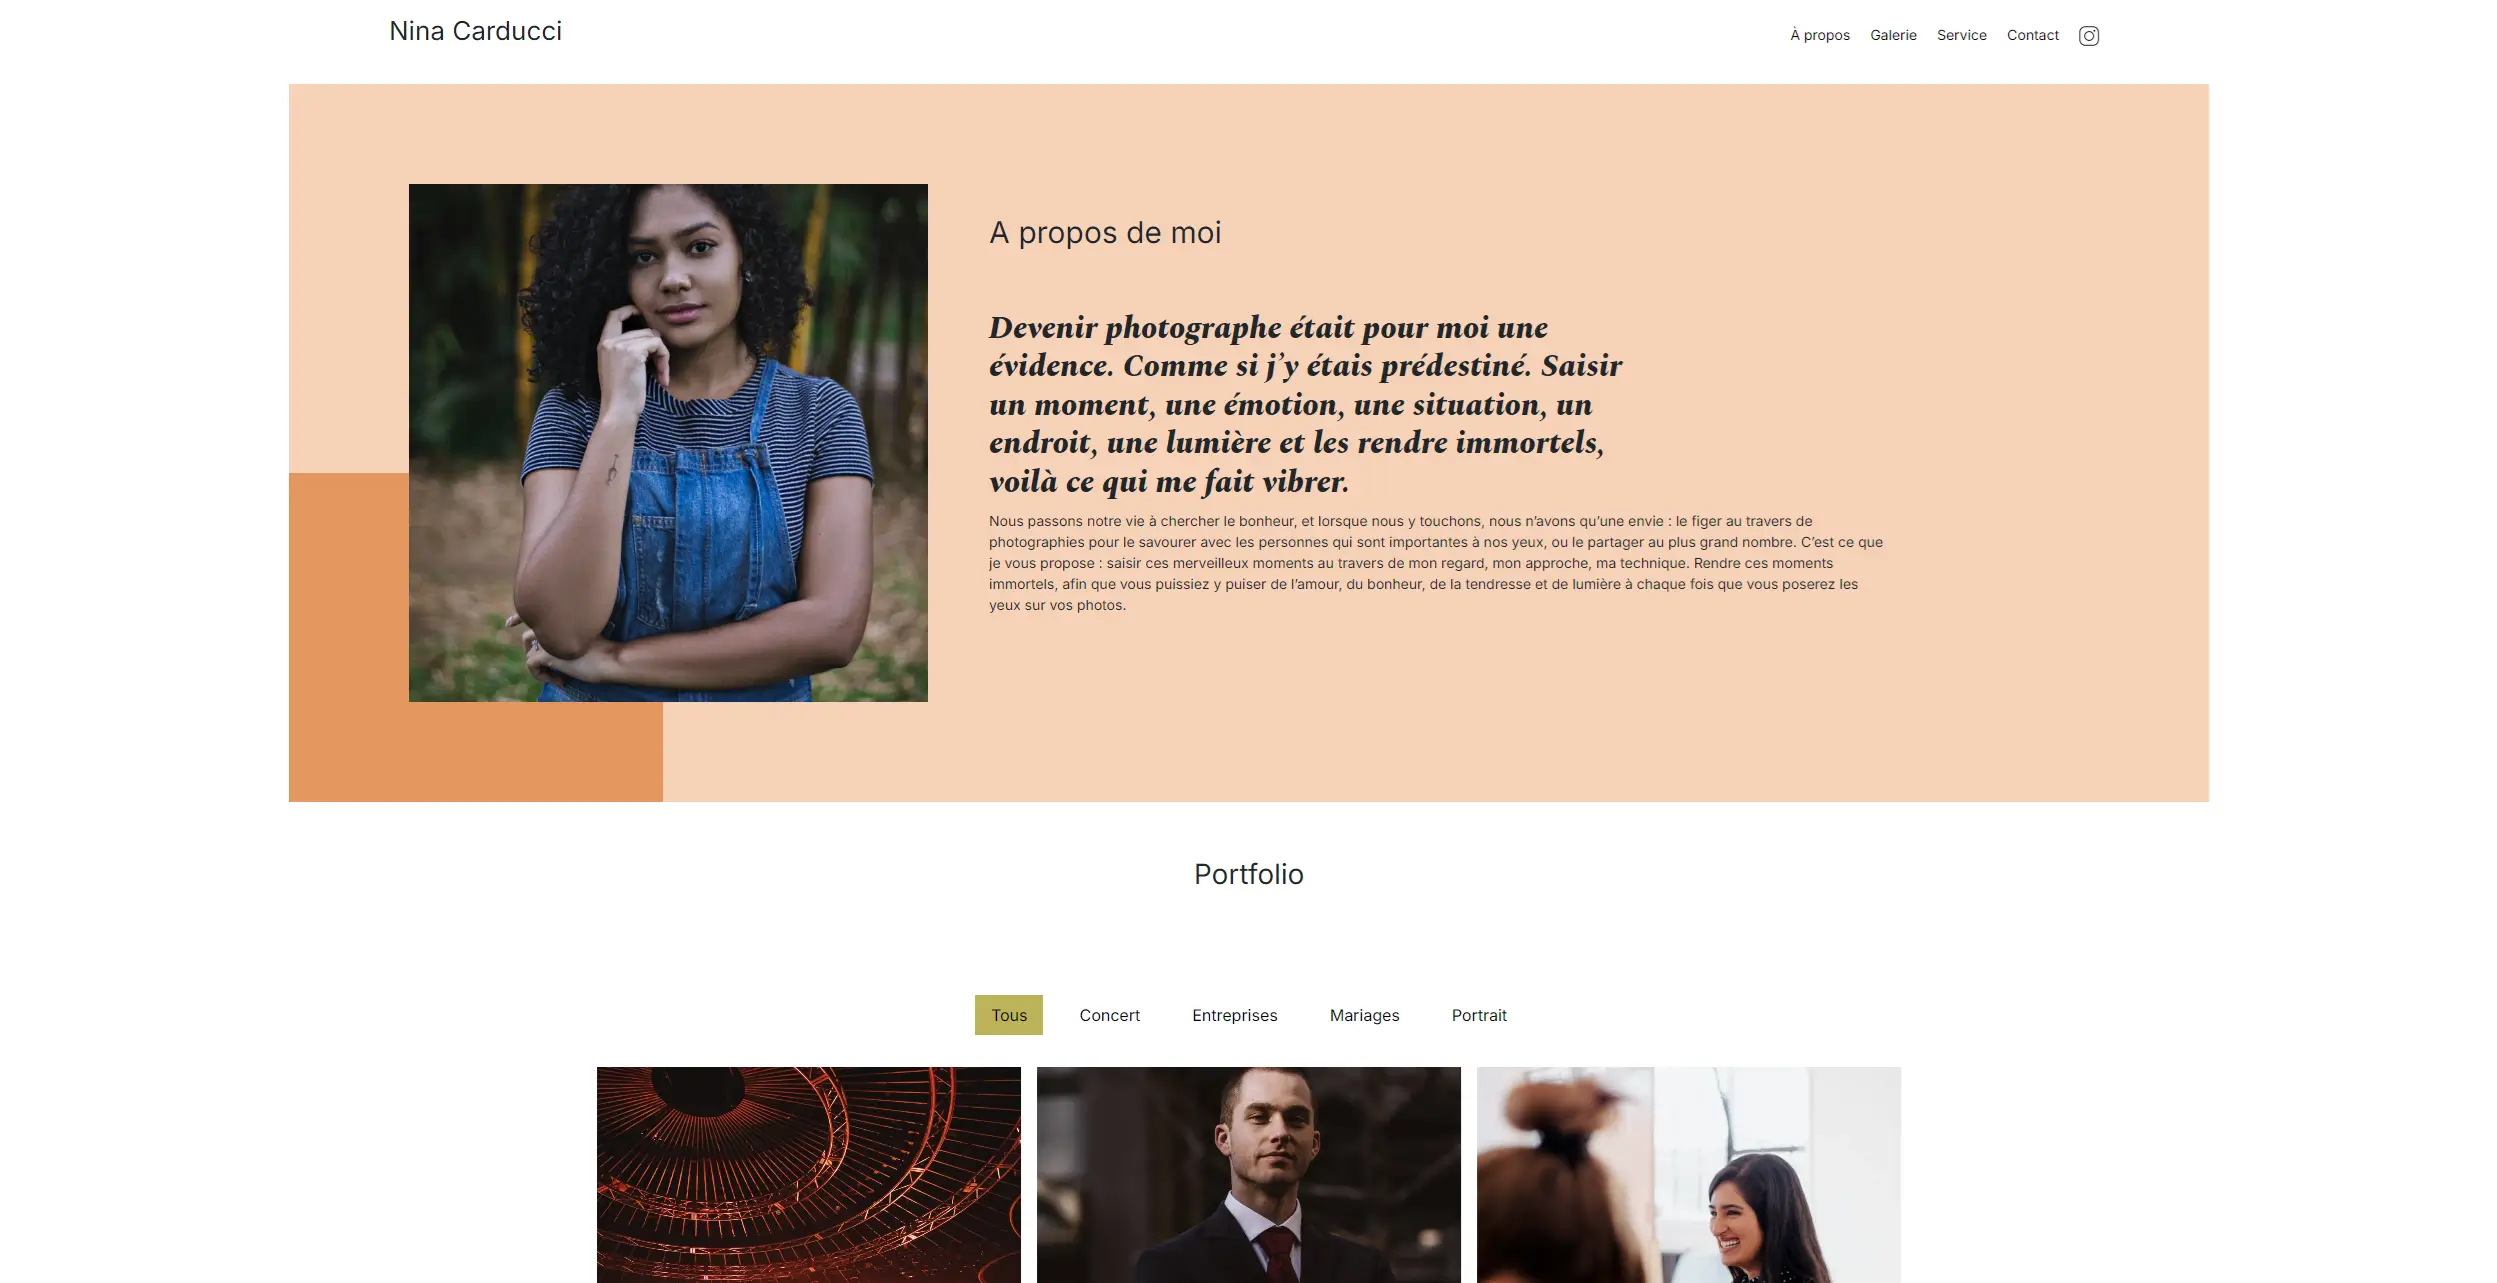 Nina Carducci
À propos Galerie Service Contact
A propos de moi
Devenir photographe était pour moi une
évidence. Comme si j’y étais prédestiné. Saisir
un moment, une émotion, une situation, un
endroit, une lumière et les rendre immortels,
voilà ce qui me fait vibrer.
Nous passons notre vie à chercher le bonheur, et lorsque nous y touchons, nous n’avons qu’une envie : le figer au travers de
photographies pour le savourer avec les personnes qui sont importantes à nos yeux, ou le partager au plus grand nombre. C’est ce que
je vous propose : saisir ces merveilleux moments au travers de mon regard, mon approche, ma technique. Rendre ces moments
immortels, afin que vous puissiez y puiser de l’amour, du bonheur, de la tendresse et de lumière à chaque fois que vous poserez les
yeux sur vos photos.
Portfolio
Tous Concert Entreprises Mariages Portrait